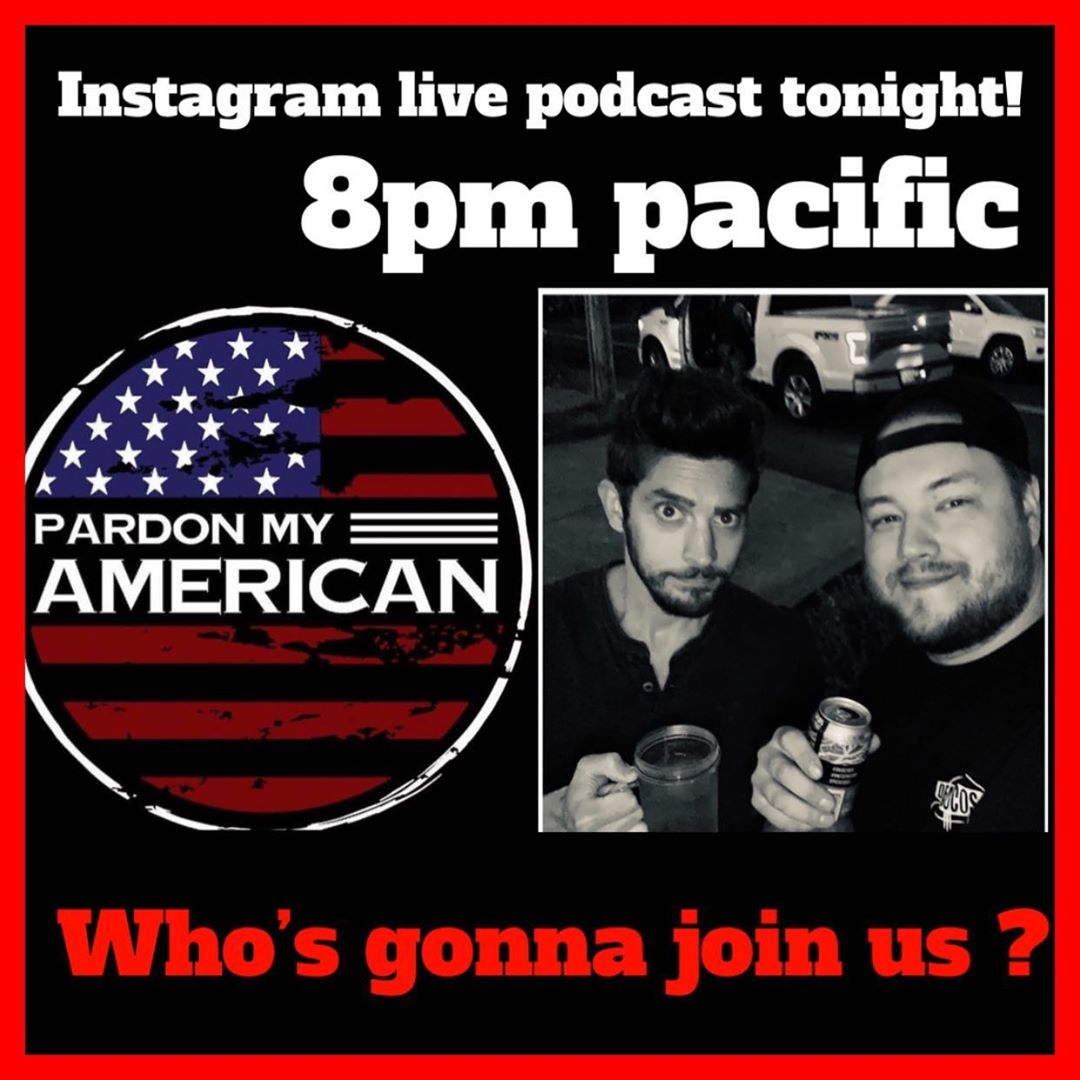 Instagram live podcast tonight!
8pm pacific
PARDON MY
AMERICAN
Who's gonna join us ?